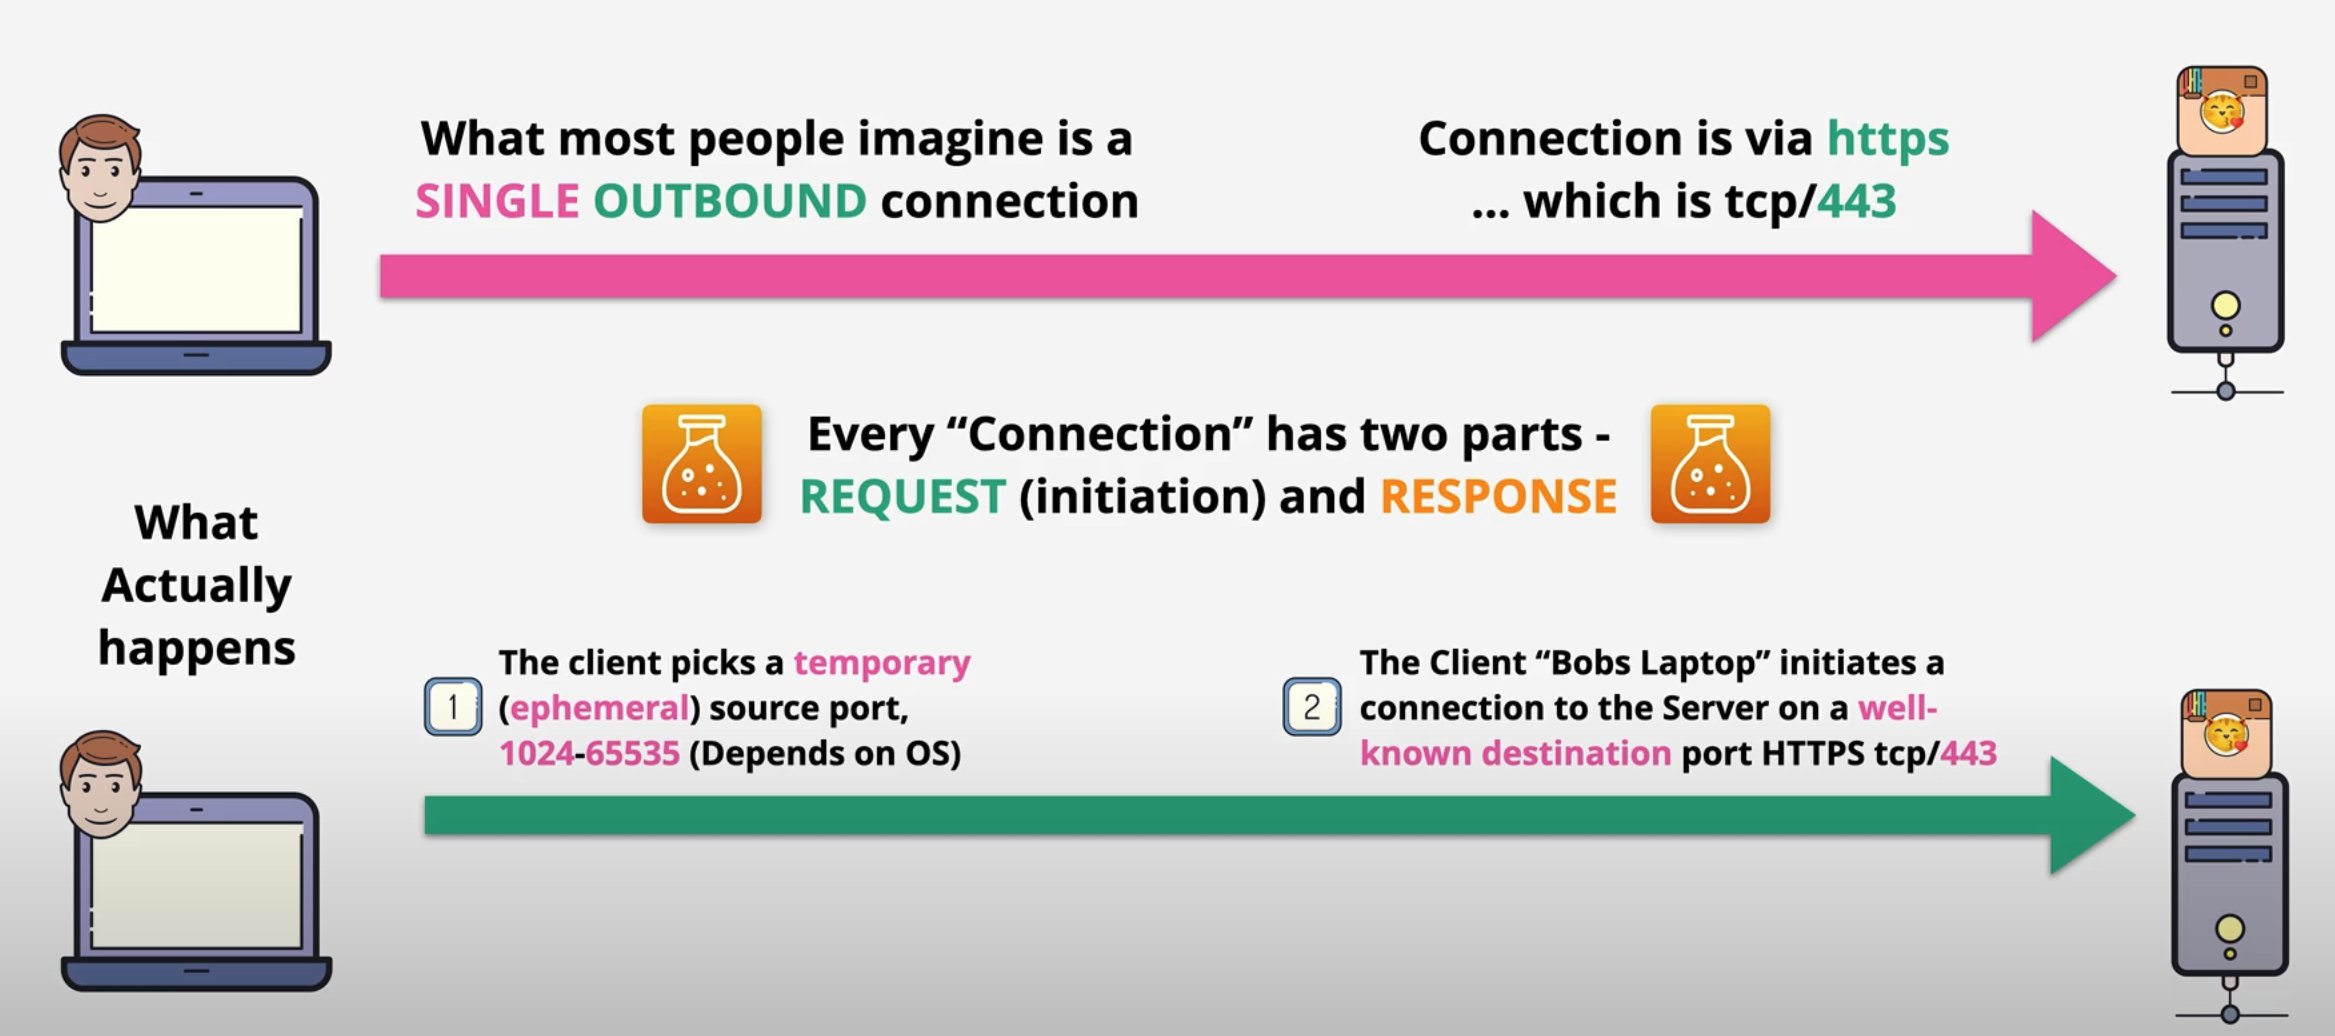 What most people imagine is a
SINGLE OUTBOUND connection
Connection is via https
... which is tcp/443
Every “Connection” has two parts -
REQUEST (initiation) and RESPONSE
What
Actually
happens
1
The client picks a temporary
(ephemeral) source port,
1024-65535 (Depends on OS)
2
The Client “Bobs Laptop” initiates a
connection to the Server on a well-
known destination port HTTPS tcp/443